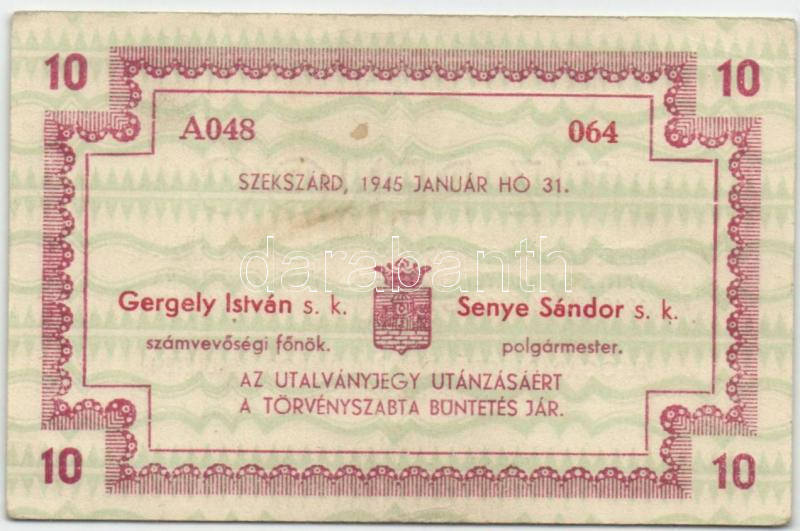 10 10
A048 064
SZEKSZÁRD, 1945 JANUÁR HÓ 31.
darabanth
Gergely István s. k. Senye Sándor s. k.
számvevőségi főnök. polgármester.
AZ UTALVÁNYJEGY UTÁNZÁSÁÉRT
A TÖRVÉNYSZABTA BÜNTETÉS JÁR.
10 10